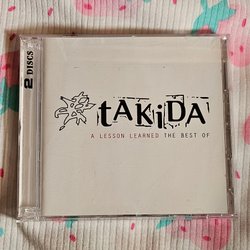 2 DISCS
tAKiDA
A LESSON LEARNED THE BEST OF